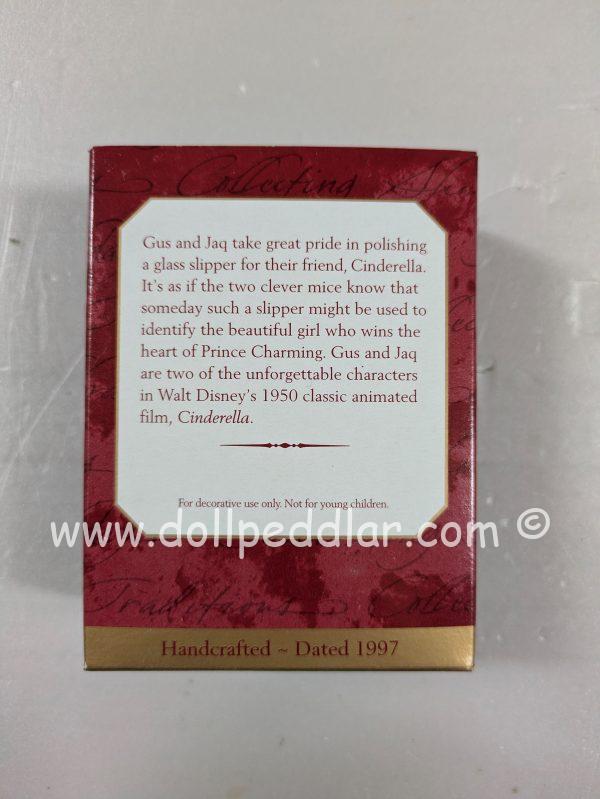 Collecting
Gus and Jaq take great pride in polishing
a glass slipper for their friend, Cinderella.
It's as if the two clever mice know that
someday such a slipper might be used to
identify the beautiful girl who wins the
heart of Prince Charming. Gus and Jaq
are two of the unforgettable characters
in Walt Disney's 1950 classic animated
film, Cinderella.
For decorative use only. Not for young children.
www.dollpeddlar.com ©
Traditions
Handcrafted ~ Dated 1997